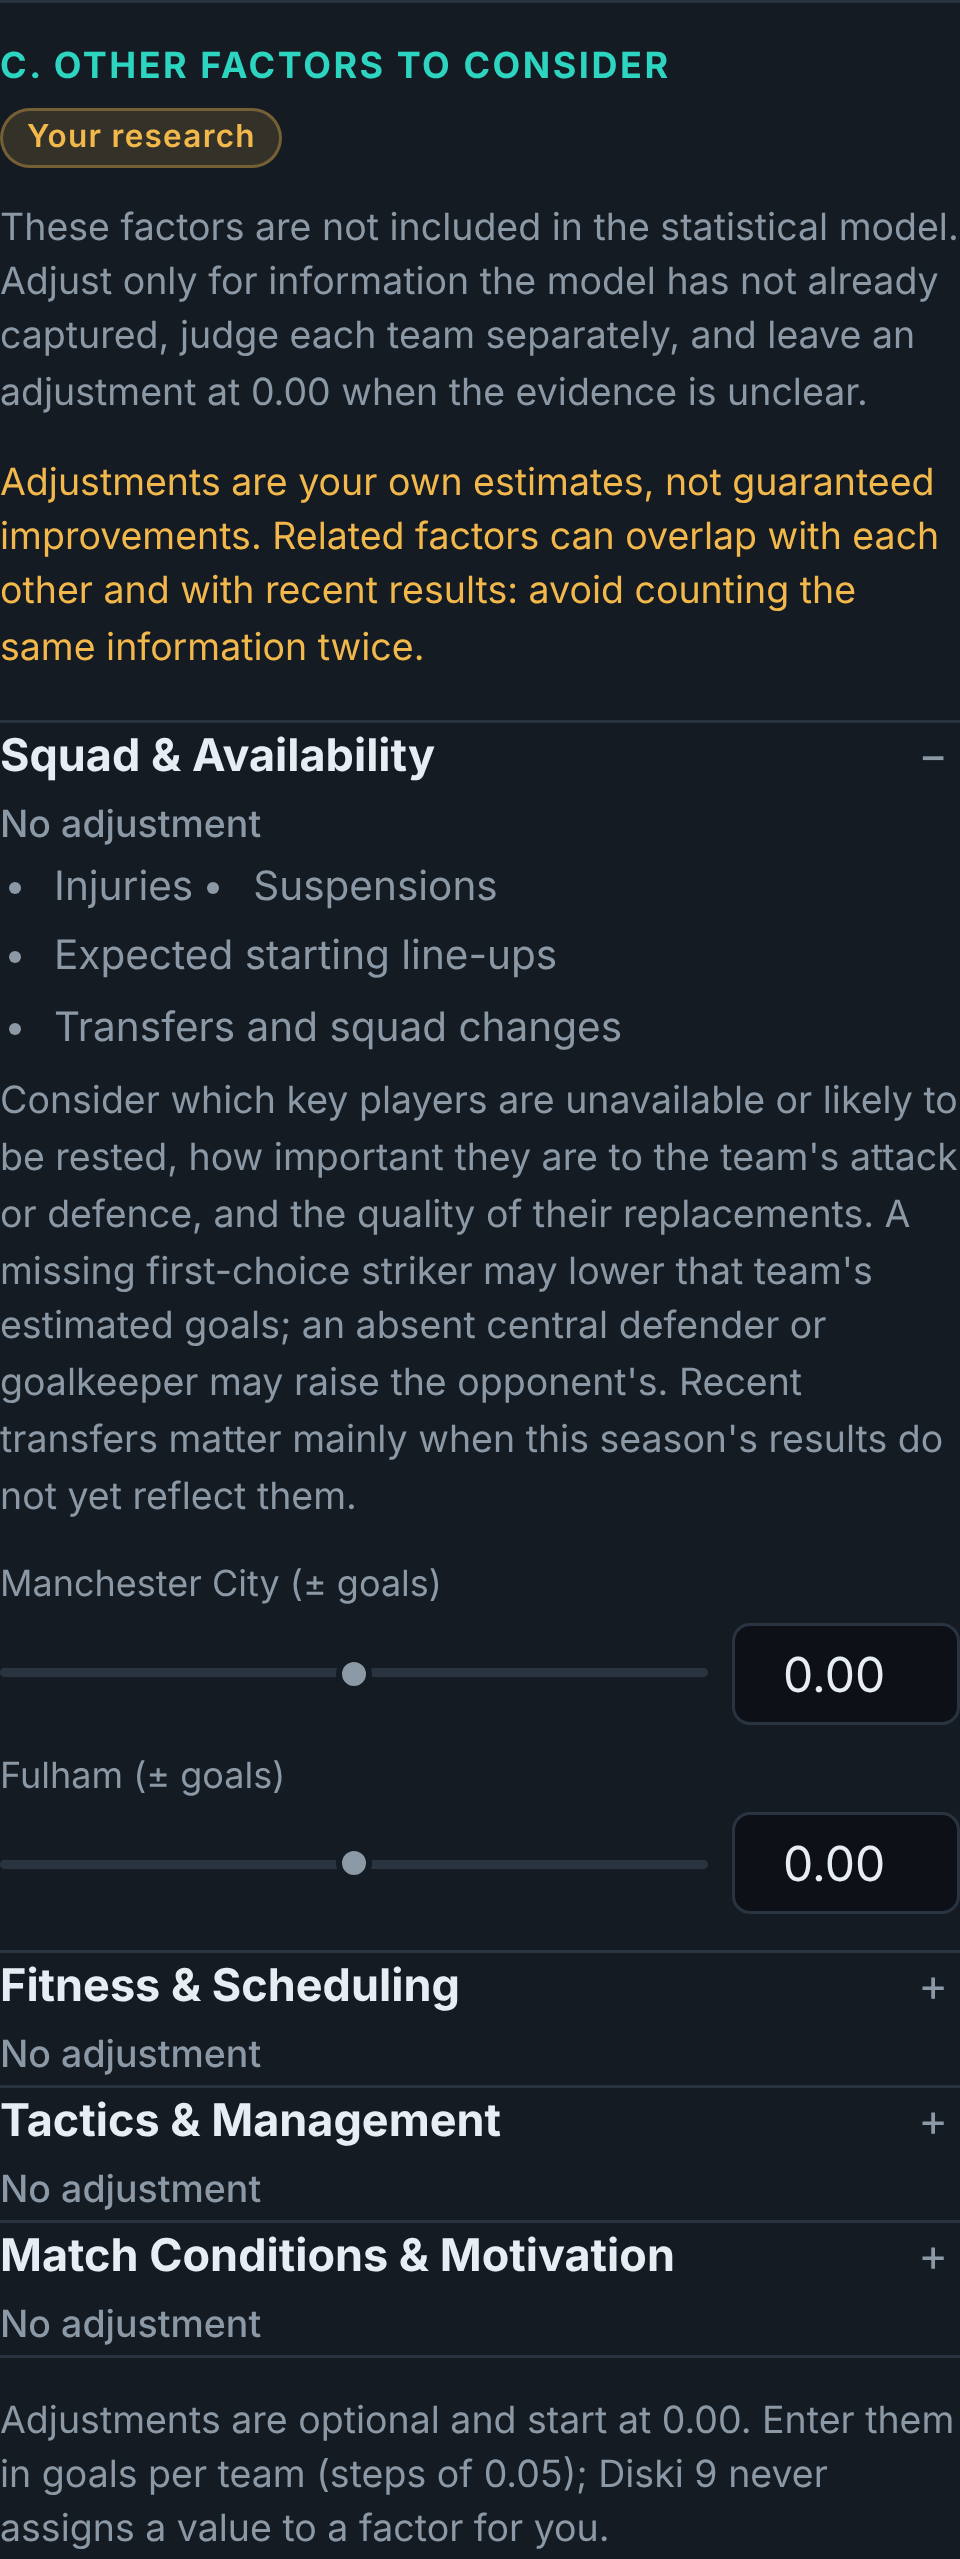 C. OTHER FACTORS TO CONSIDER
Your research
These factors are not included in the statistical model.
Adjust only for information the model has not already
captured, judge each team separately, and leave an
adjustment at 0.00 when the evidence is unclear.
Adjustments are your own estimates, not guaranteed
improvements. Related factors can overlap with each
other and with recent results: avoid counting the
same information twice.
Squad & Availability −
No adjustment
• Injuries • Suspensions
• Expected starting line-ups
• Transfers and squad changes
Consider which key players are unavailable or likely to
be rested, how important they are to the team's attack
or defence, and the quality of their replacements. A
missing first-choice striker may lower that team's
estimated goals; an absent central defender or
goalkeeper may raise the opponent's. Recent
transfers matter mainly when this season's results do
not yet reflect them.
Manchester City (± goals)
0.00
Fulham (± goals)
0.00
Fitness & Scheduling +
No adjustment
Tactics & Management +
No adjustment
Match Conditions & Motivation +
No adjustment
Adjustments are optional and start at 0.00. Enter them
in goals per team (steps of 0.05); Diski 9 never
assigns a value to a factor for you.